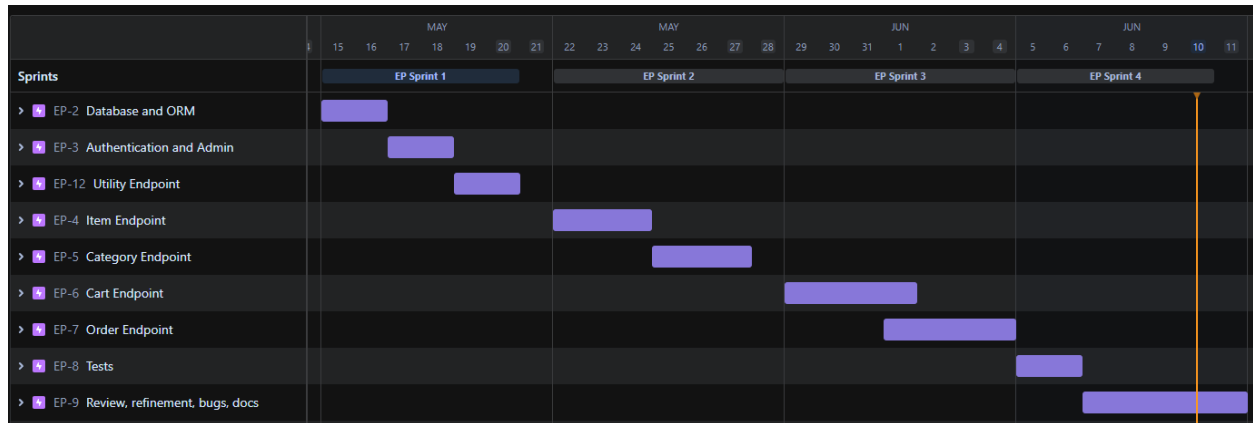 MAY MAY JUN JUN
15 16 17 18 19 20 21 22 23 24 25 26 27 28 29 30 31 1 2 3 4 5 6 7 8 9 10 11
Sprints EP Sprint 1 EP Sprint 2 EP Sprint 3 EP Sprint 4
EP-2 Database and ORM
EP-3 Authentication and Admin
EP-12 Utility Endpoint
EP-4 Item Endpoint
EP-5 Category Endpoint
EP-6 Cart Endpoint
EP-7 Order Endpoint
EP-8 Tests
EP-9 Review, refinement, bugs, docs